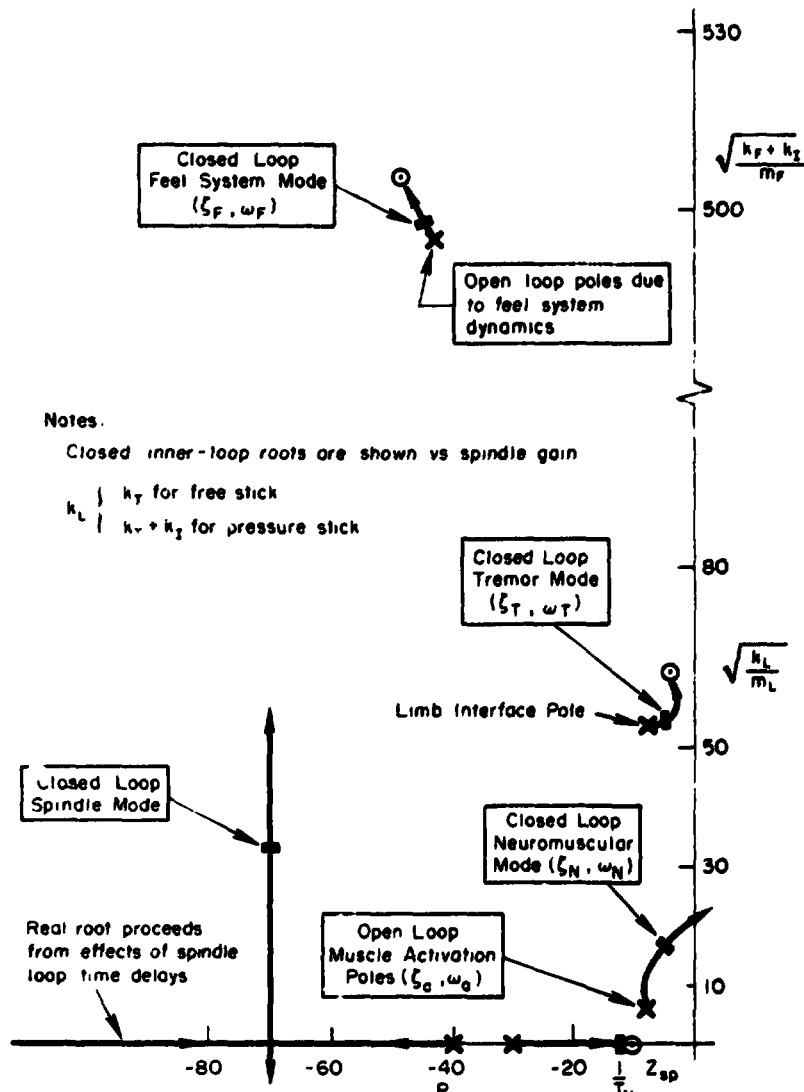 530
Closed Loop
Feel System Mode
(ζF, ωF)
√((kF + kI)/mF)
500
Open loop poles due
to feel system
dynamics
Notes.
Closed inner-loop roots are shown vs spindle gain
kL { kT for free stick
kT + kI for pressure stick
80
Closed Loop
Tremor Mode
(ζT, ωT)
√(kL/mL)
Limb Interface Pole
50
Closed Loop
Spindle Mode
Closed Loop
Neuromuscular
Mode (ζN, ωN)
30
Real root proceeds
from effects of spindle
loop time delays
Open Loop
Muscle Activation
Poles (ζa, ωa)
10
-80 -60 -40 -20 Zsp